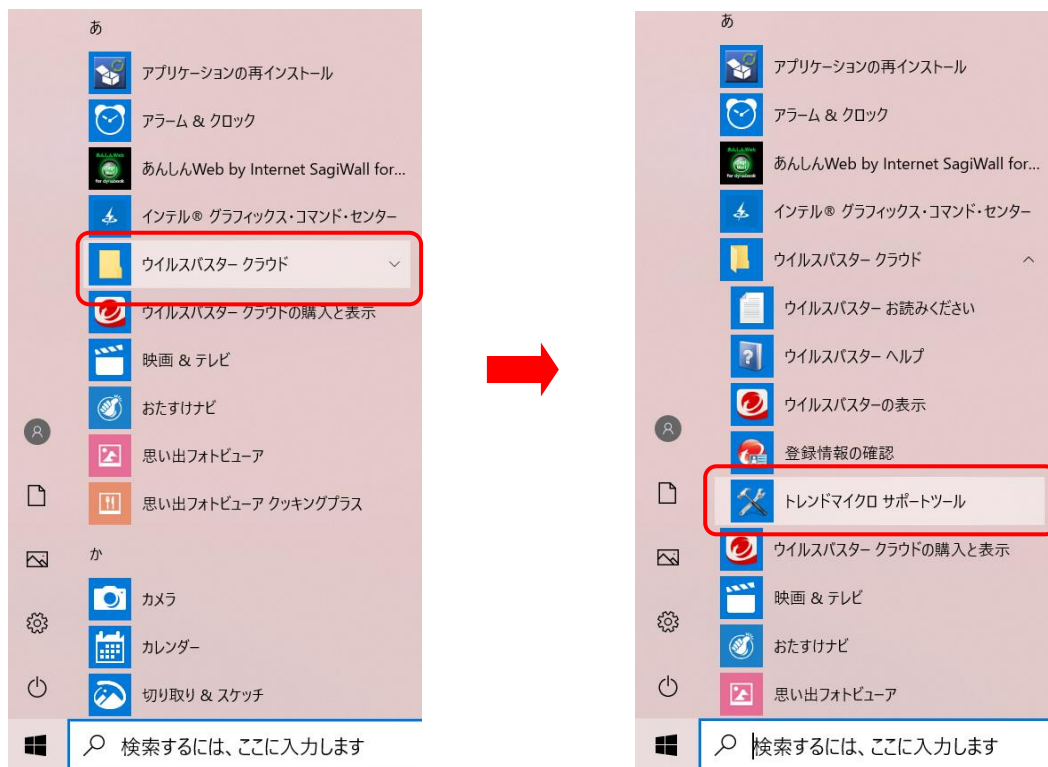 あ
アプリケーションの再インストール
アラーム & クロック
あんしんWeb by Internet SagiWall for...
インテル® グラフィックス・コマンド・センター
ウイルスバスター クラウド
ウイルスバスター クラウドの購入と表示
映画 & テレビ
おたすけナビ
思い出フォトビューア
思い出フォトビューア クッキングプラス
か
カメラ
カレンダー
切り取り & スケッチ
検索するには、ここに入力します
あ
アプリケーションの再インストール
アラーム & クロック
あんしんWeb by Internet SagiWall for...
インテル® グラフィックス・コマンド・センター
ウイルスバスター クラウド
ウイルスバスター お読みください
ウイルスバスター ヘルプ
ウイルスバスターの表示
登録情報の確認
トレンドマイクロ サポートツール
ウイルスバスター クラウドの購入と表示
映画 & テレビ
おたすけナビ
思い出フォトビューア
検索するには、ここに入力します